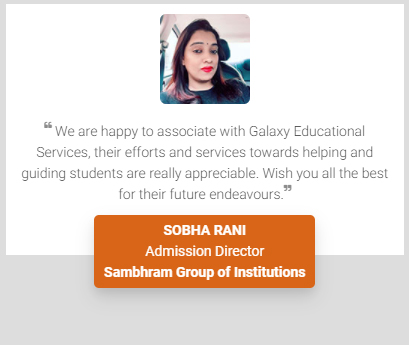 ❝ We are happy to associate with Galaxy Educational
Services, their efforts and services towards helping and
guiding students are really appreciable. Wish you all the best
for their future endeavours.❞
SOBHA RANI
Admission Director
Sambhram Group of Institutions